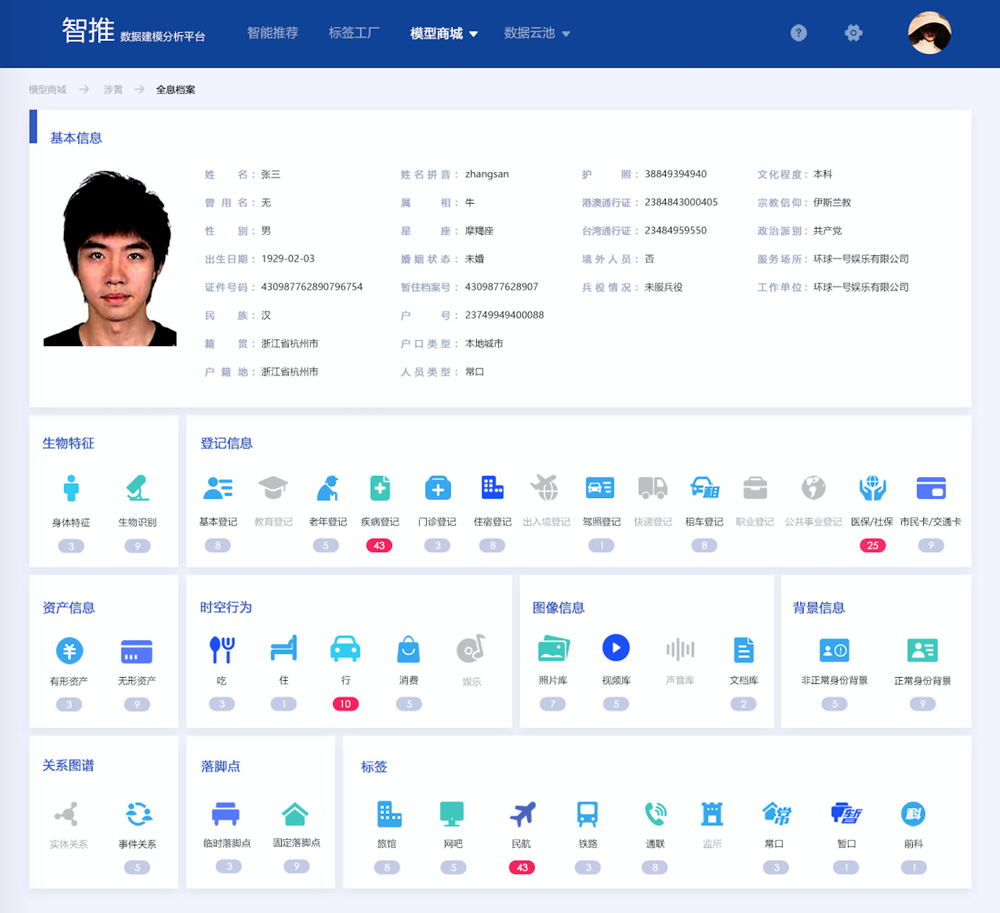 智推 数据建模分析平台 智能推荐 标签工厂 模型商城 数据云池
模型商城 → 涉黄 → 全息档案
基本信息
姓名：张三 姓名拼音：zhangsan 护照：38849394940 文化程度：本科
曾用名：无 属相：牛 港澳通行证：2384843000405 宗教信仰：伊斯兰教
性别：男 星座：摩羯座 台湾通行证：23484959550 政治派别：共产党
出生日期：1929-02-03 婚姻状态：未婚 境外人员：否 服务场所：环球一号娱乐有限公司
证件号码：430987762890796754 暂住档案号：4309877628907 兵役情况：未服兵役 工作单位：环球一号娱乐有限公司
民族：汉 户号：23749949400088
籍贯：浙江省杭州市 户口类型：本地城市
户籍地：浙江省杭州市 人员类型：常口
生物特征
身体特征 生物识别
3 9
登记信息
租
基本登记 教育登记 老年登记 疾病登记 门诊登记 住宿登记 出入境登记 驾照登记 快递登记 租车登记 职业登记 公共事业登记 医保/社保 市民卡/交通卡
8 5 43 3 8 1 8 25 9
资产信息
¥
有形资产 无形资产
3 9
时空行为
吃 住 行 消费 娱乐
3 1 10 5
图像信息
照片库 视频库 声音库 文档库
7 5 2
背景信息
非正常身份背景 正常身份背景
5 9
关系图谱
实体关系 事件关系
5
落脚点
临时落脚点 固定落脚点
3 9
标签
常 暂 科
旅馆 网吧 民航 铁路 通联 监所 常口 暂口 前科
8 5 43 3 8 3 1 1